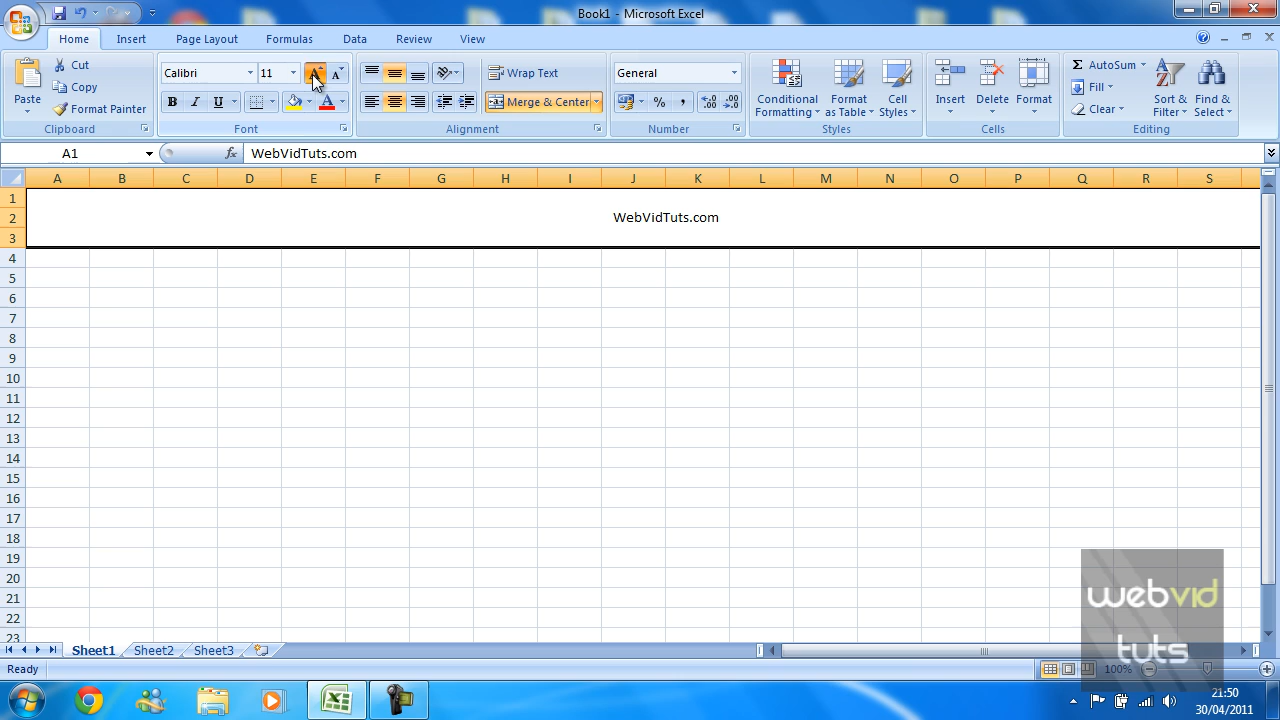 Book1 - Microsoft Excel
Home Insert Page Layout Formulas Data Review View
Paste
Cut
Copy
Format Painter
Clipboard
Calibri 11
B I U
Font
Wrap Text
Merge & Center
Alignment
General
% ,
Number
Conditional Formatting
Format as Table
Cell Styles
Styles
Insert Delete Format
Cells
AutoSum
Fill
Clear
Sort & Filter
Find & Select
Editing
A1 fx WebVidTuts.com
A B C D E F G H I J K L M N O P Q R S
1
2 WebVidTuts.com
3
4
5
6
7
8
9
10
11
12
13
14
15
16
17
18
19
20
21
22
23
webvid
tuts
Sheet1 Sheet2 Sheet3
Ready 100%
21:50
30/04/2011